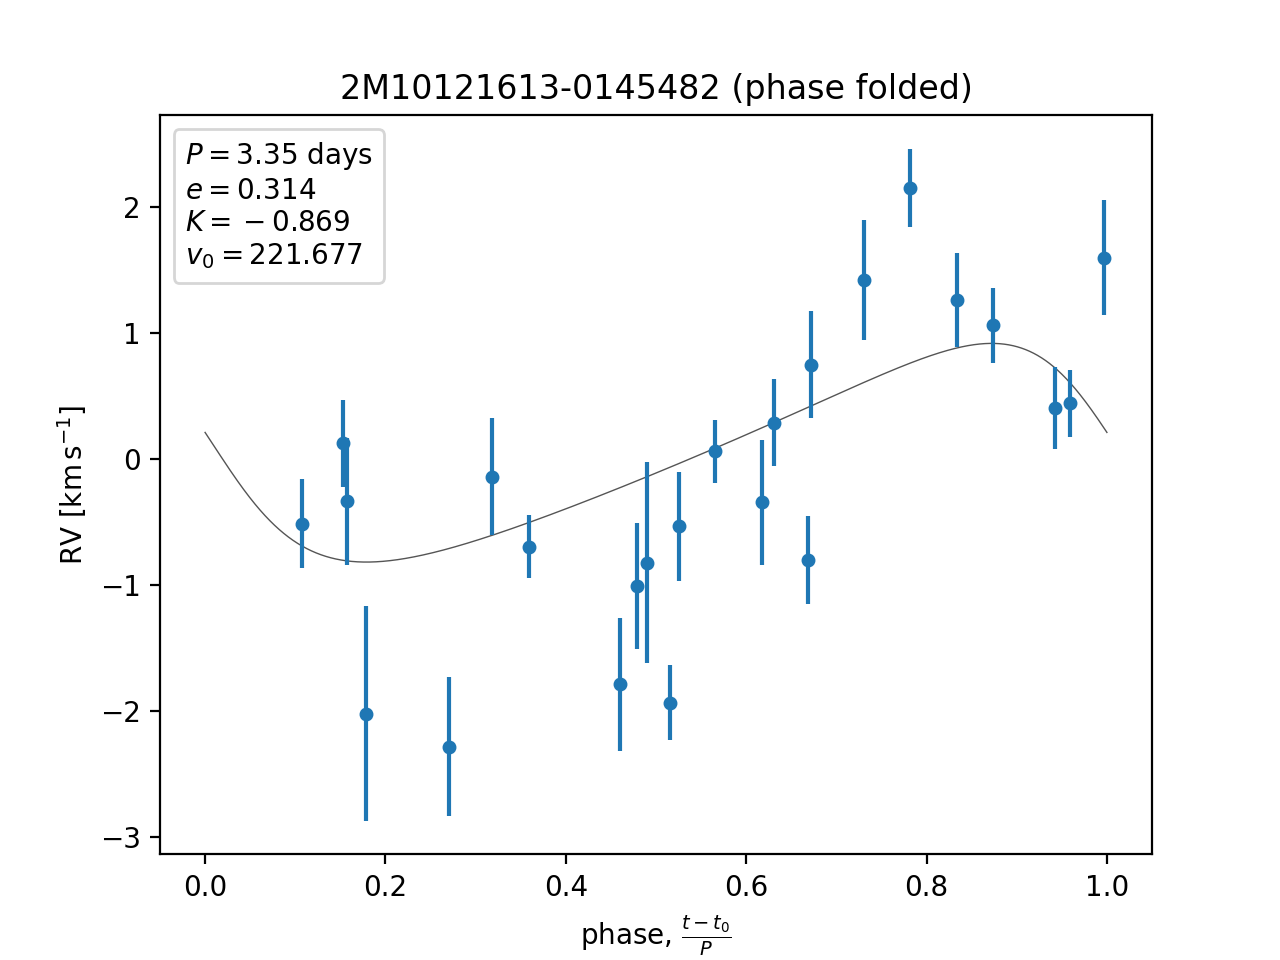 2M10121613-0145482 (phase folded)
P = 3.35 days
e = 0.314
K = −0.869
v₀ = 221.677
RV [km s⁻¹]
2
1
0
−1
−2
−3
0.0 0.2 0.4 0.6 0.8 1.0
phase, (t − t₀)/P